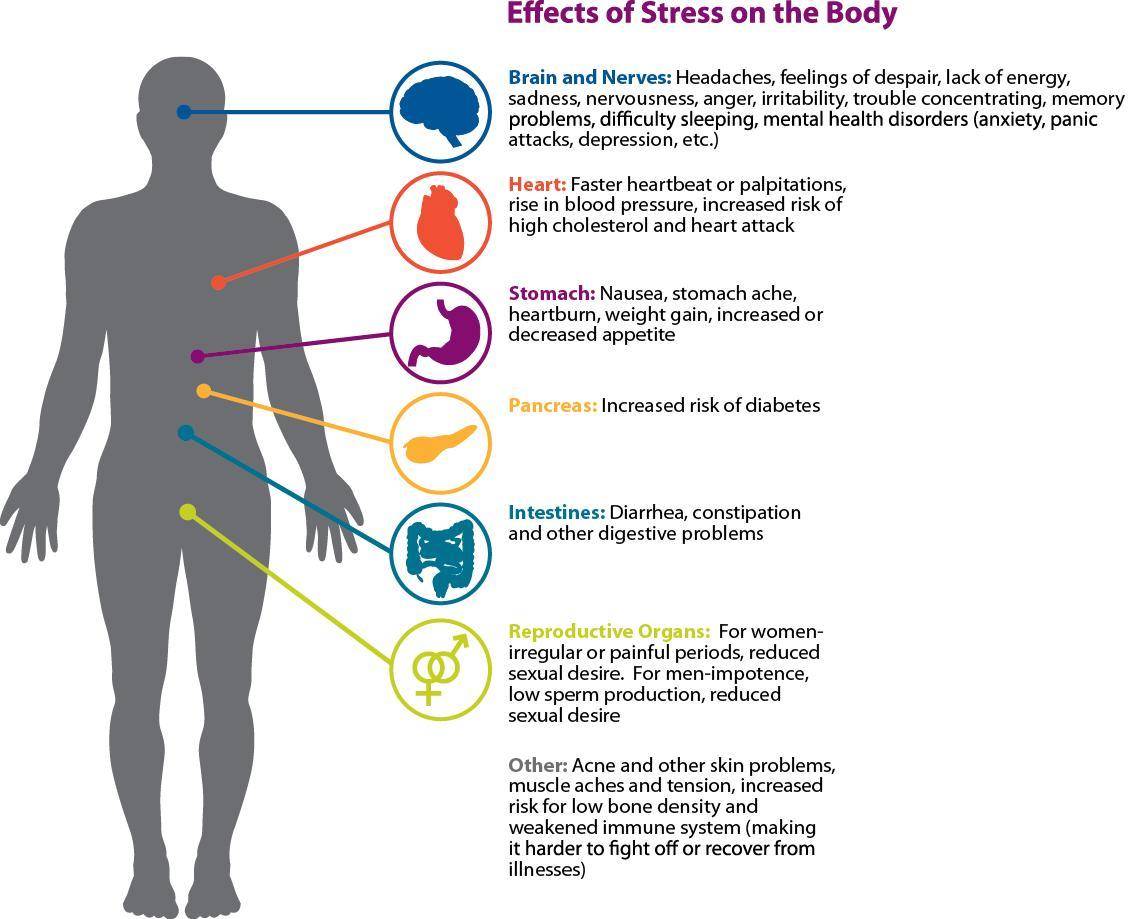 Effects of Stress on the Body
Brain and Nerves: Headaches, feelings of despair, lack of energy,
sadness, nervousness, anger, irritability, trouble concentrating, memory
problems, difficulty sleeping, mental health disorders (anxiety, panic
attacks, depression, etc.)
Heart: Faster heartbeat or palpitations,
rise in blood pressure, increased risk of
high cholesterol and heart attack
Stomach: Nausea, stomach ache,
heartburn, weight gain, increased or
decreased appetite
Pancreas: Increased risk of diabetes
Intestines: Diarrhea, constipation
and other digestive problems
Reproductive Organs: For women-
irregular or painful periods, reduced
sexual desire. For men-impotence,
low sperm production, reduced
sexual desire
Other: Acne and other skin problems,
muscle aches and tension, increased
risk for low bone density and
weakened immune system (making
it harder to fight off or recover from
illnesses)